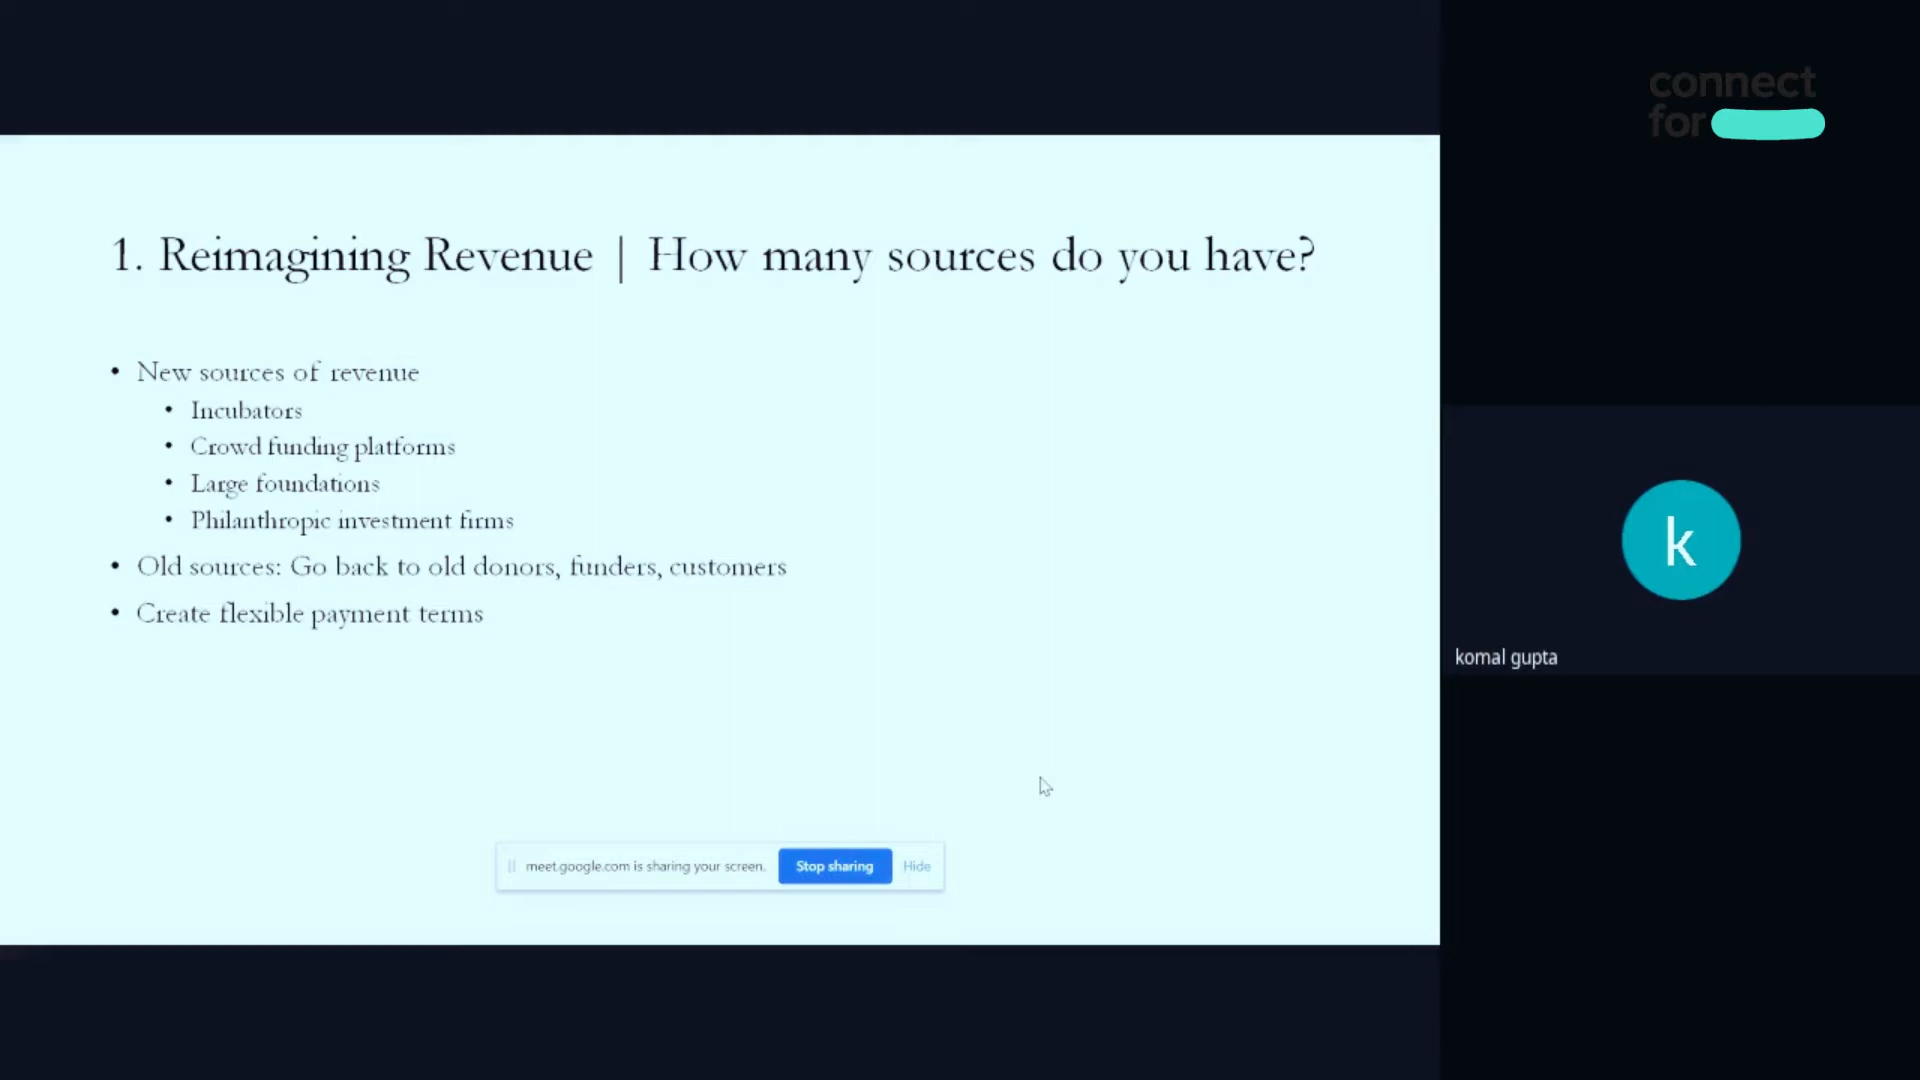 connect
for
1. Reimagining Revenue | How many sources do you have?
• New sources of revenue
• Incubators
• Crowd funding platforms
• Large foundations
• Philanthropic investment firms
• Old sources: Go back to old donors, funders, customers
• Create flexible payment terms
k
komal gupta
meet.google.com is sharing your screen. Stop sharing Hide